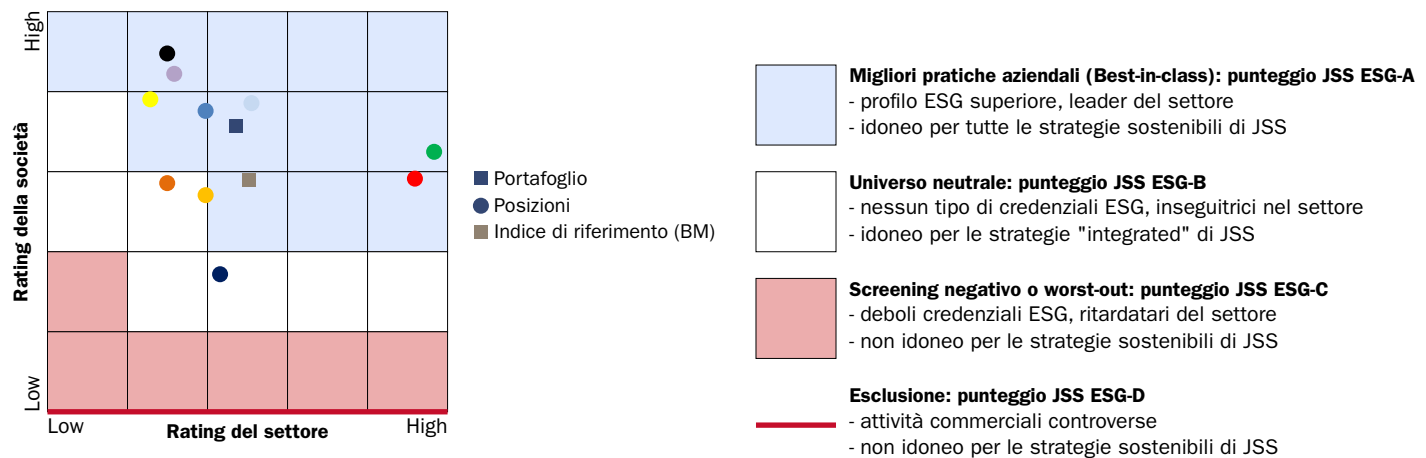 High
Rating della società
Low
Low
Rating del settore
High
Portafoglio
Posizioni
Indice di riferimento (BM)
Migliori pratiche aziendali (Best-in-class): punteggio JSS ESG-A
- profilo ESG superiore, leader del settore
- idoneo per tutte le strategie sostenibili di JSS
Universo neutrale: punteggio JSS ESG-B
- nessun tipo di credenziali ESG, inseguitrici nel settore
- idoneo per le strategie "integrated" di JSS
Screening negativo o worst-out: punteggio JSS ESG-C
- deboli credenziali ESG, ritardatari del settore
- non idoneo per le strategie sostenibili di JSS
Esclusione: punteggio JSS ESG-D
- attività commerciali controverse
- non idoneo per le strategie sostenibili di JSS